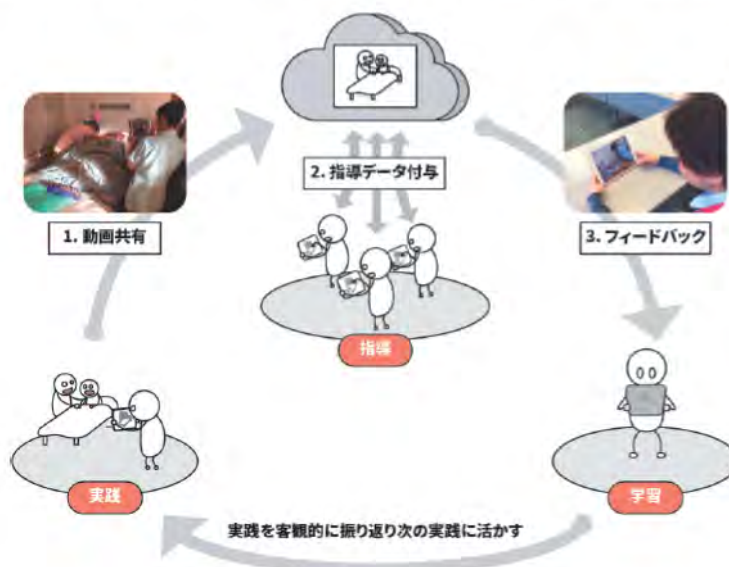 2. 指導データ付与
1. 動画共有
3. フィードバック
指導
実践
学習
実践を客観的に振り返り次の実践に活かす